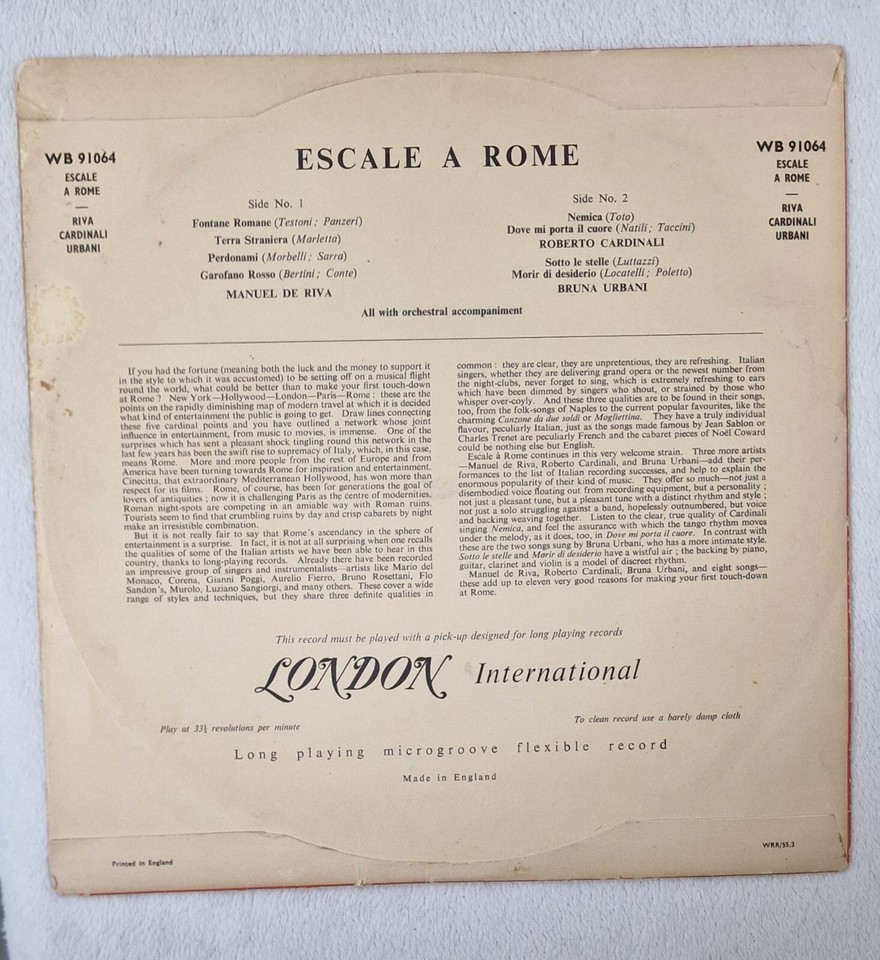 WB 91064
ESCALE
A ROME
—
RIVA
CARDINALI
URBANI
ESCALE A ROME
WB 91064
ESCALE
A ROME
—
RIVA
CARDINALI
URBANI
Side No. 1
Fontane Romane (Testoni; Panzeri)
Terra Straniera (Marletta)
Perdonami (Morbelli; Sarra)
Garofano Rosso (Bertini; Conte)
MANUEL DE RIVA
Side No. 2
Nemica (Toto)
Dove mi porta il cuore (Natili; Taccini)
ROBERTO CARDINALI
Sotto le stelle (Luttazzi)
Morir di desiderio (Locatelli; Poletto)
BRUNA URBANI
All with orchestral accompaniment
If you had the fortune (meaning both the luck and the money to support it
in the style to which it was accustomed) to be setting off on a musical flight
round the world, what could be better than to make your first touch-down
at Rome? New York—Hollywood—London—Paris—Rome: these are the
points on the rapidly diminishing map of modern travel at which it is decided
what kind of entertainment the public is going to get. Draw lines connecting
these five cardinal points and you have outlined a network whose joint
influence in entertainment, from music to movies, is immense. One of the
surprises which has sent a pleasant shock tingling round this network in the
last few years has been the swift rise to supremacy of Italy, which, in this case,
means Rome. More and more people from the rest of Europe and from
America have been turning towards Rome for inspiration and entertainment.
Cinecitta, that extraordinary Mediterranean Hollywood, has won more than
respect for its films. Rome, of course, has been for generations the goal of
lovers of antiquities; now it is challenging Paris as the centre of modernities.
Roman night-spots are competing in an amiable way with Roman ruins.
Tourists seem to find that crumbling ruins by day and crisp cabarets by night
make an irresistible combination.
But it is not really fair to say that Rome's ascendancy in the sphere of
entertainment is a surprise. In fact, it is not at all surprising when one recalls
the qualities of some of the Italian artists we have been able to hear in this
country, thanks to long-playing records. Already there have been recorded
an impressive group of singers and instrumentalists—artists like Mario del
Monaco, Corena, Gianni Poggi, Aurelio Fierro, Bruno Rosettani, Flo
Sandon's, Murolo, Luziano Sangiorgi, and many others. These cover a wide
range of styles and techniques, but they share three definite qualities in
common: they are clear, they are unpretentious, they are refreshing. Italian
singers, whether they are delivering grand opera or the newest number from
the night-clubs, never forget to sing, which is extremely refreshing to ears
which have been dimmed by singers who shout, or strained by those who
whisper over-coyly. And these three qualities are to be found in their songs,
too, from the folk-songs of Naples to the current popular favourites, like the
charming Canzone da due soldi or Mogliettina. They have a truly individual
flavour, peculiarly Italian, just as the songs made famous by Jean Sablon or
Charles Trenet are peculiarly French and the cabaret pieces of Noël Coward
could be nothing else but English.
Escale à Rome continues in this very welcome strain. Three more artists
—Manuel de Riva, Roberto Cardinali, and Bruna Urbani—add their per-
formances to the list of Italian recording successes, and help to explain the
enormous popularity of their kind of music. They offer so much—not just a
disembodied voice floating out from recording equipment, but a personality;
not just a pleasant tune, but a pleasant tune with a distinct rhythm and style;
not just a solo struggling against a band, hopelessly outnumbered, but voice
and backing weaving together. Listen to the clear, true quality of Cardinali
singing Nemica, and feel the assurance with which the tango rhythm moves
under the melody, as it does, too, in Dove mi porta il cuore. In contrast with
these are the two songs sung by Bruna Urbani, who has a more intimate style.
Sotto le stelle and Morir di desiderio have a wistful air; the backing by piano,
guitar, clarinet and violin is a model of discreet rhythm.
Manuel de Riva, Roberto Cardinali, Bruna Urbani, and eight songs—
these add up to eleven very good reasons for making your first touch-down
at Rome.
This record must be played with a pick-up designed for long playing records
LONDON International
Play at 33⅓ revolutions per minute
To clean record use a barely damp cloth
Long playing microgroove flexible record
Made in England
Printed in England
WRR/55.3